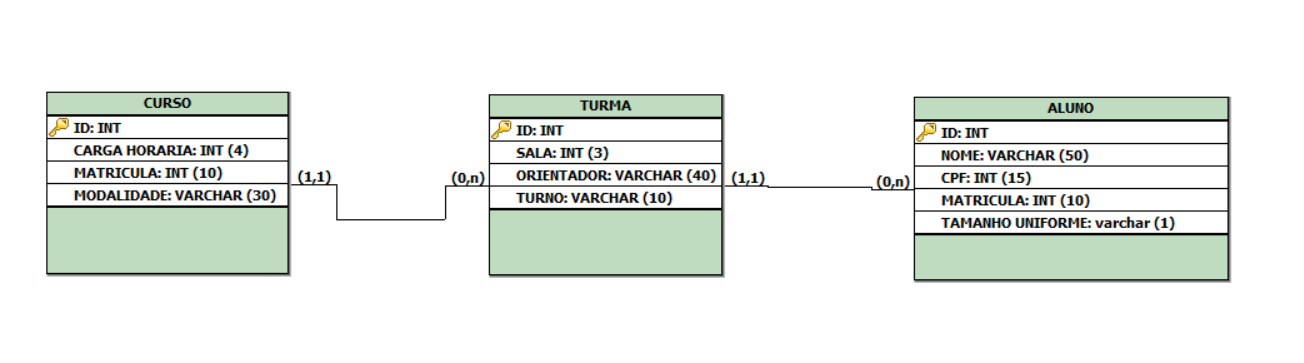 CURSO
ID: INT
CARGA HORARIA: INT (4)
MATRICULA: INT (10)
MODALIDADE: VARCHAR (30)
(1,1)
(0,n)
TURMA
ID: INT
SALA: INT (3)
ORIENTADOR: VARCHAR (40)
TURNO: VARCHAR (10)
(1,1)
(0,n)
ALUNO
ID: INT
NOME: VARCHAR (50)
CPF: INT (15)
MATRICULA: INT (10)
TAMANHO UNIFORME: varchar (1)